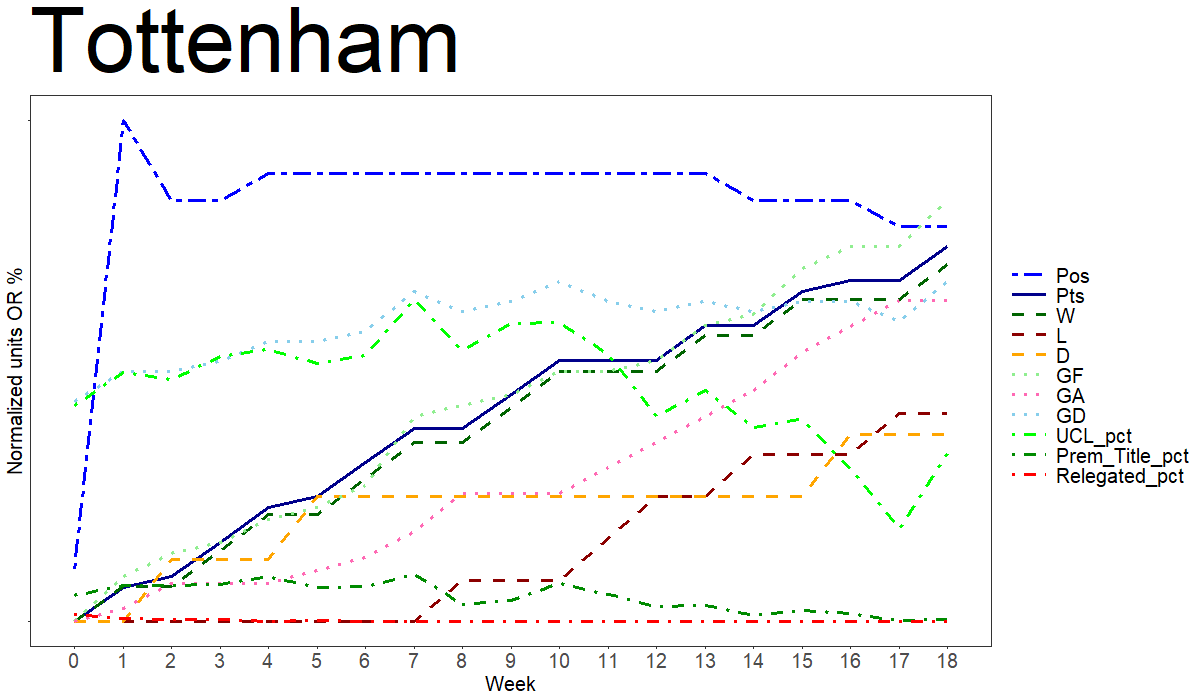 Tottenham
Normalized units OR %
0 1 2 3 4 5 6 7 8 9 10 11 12 13 14 15 16 17 18
Week
Pos
Pts
W
L
D
GF
GA
GD
UCL_pct
Prem_Title_pct
Relegated_pct